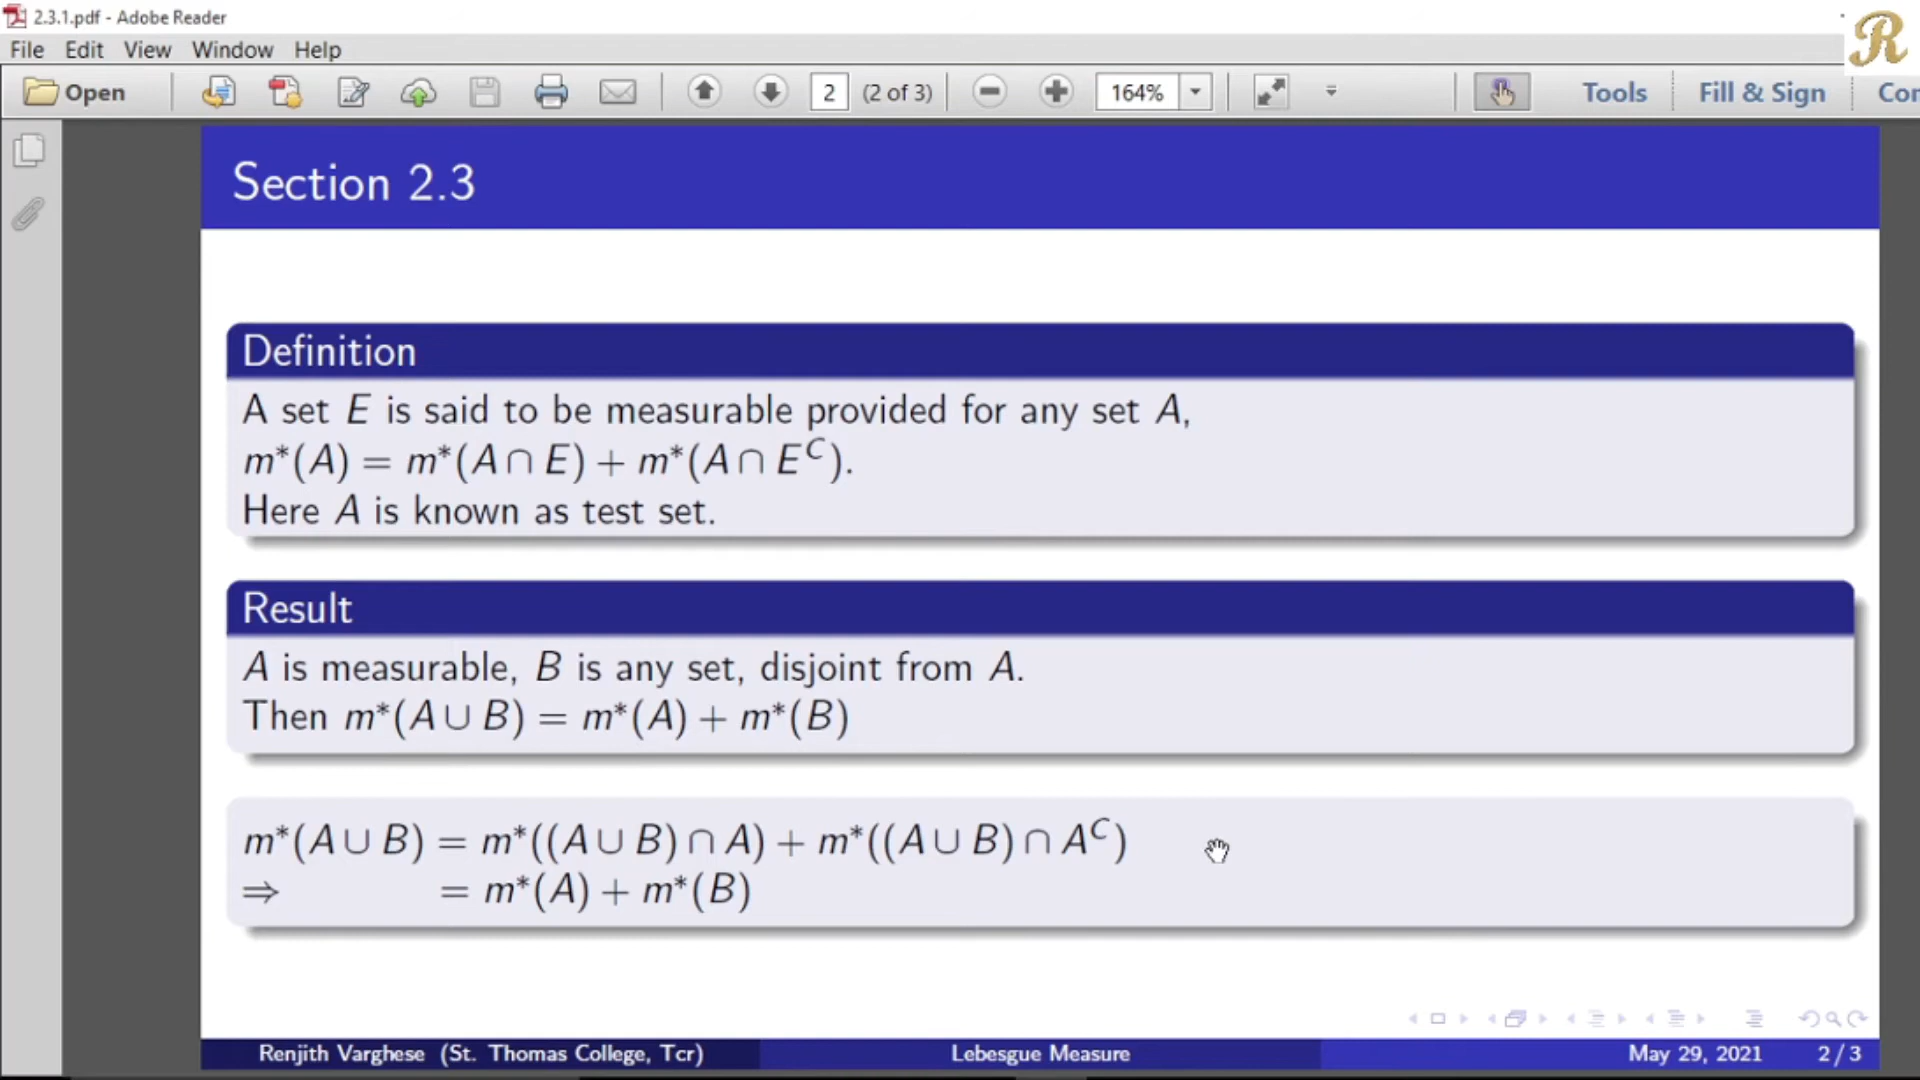 2.3.1.pdf - Adobe Reader
R
File Edit View Window Help
Open 2 (2 of 3) 164% Tools Fill & Sign
Section 2.3
Definition
A set E is said to be measurable provided for any set A,
m*(A) = m*(A ∩ E) + m*(A ∩ E^C).
Here A is known as test set.
Result
A is measurable, B is any set, disjoint from A.
Then m*(A ∪ B) = m*(A) + m*(B)
m*(A ∪ B) = m*((A ∪ B) ∩ A) + m*((A ∪ B) ∩ A^C)
⇒ = m*(A) + m*(B)
Renjith Varghese (St. Thomas College, Tcr) Lebesgue Measure May 29, 2021 2 / 3